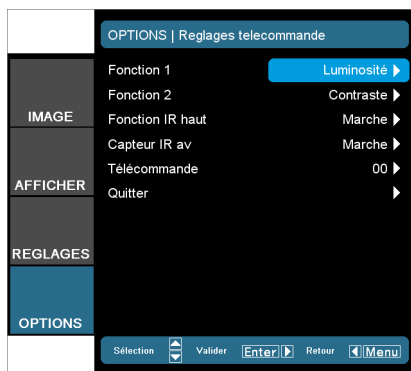 OPTIONS | Reglages telecommande
Fonction 1 Luminosité
Fonction 2 Contraste
Fonction IR haut Marche
Capteur IR av Marche
Télécommande 00
Quitter
IMAGE
AFFICHER
REGLAGES
OPTIONS
Sélection Valider Enter Retour Menu